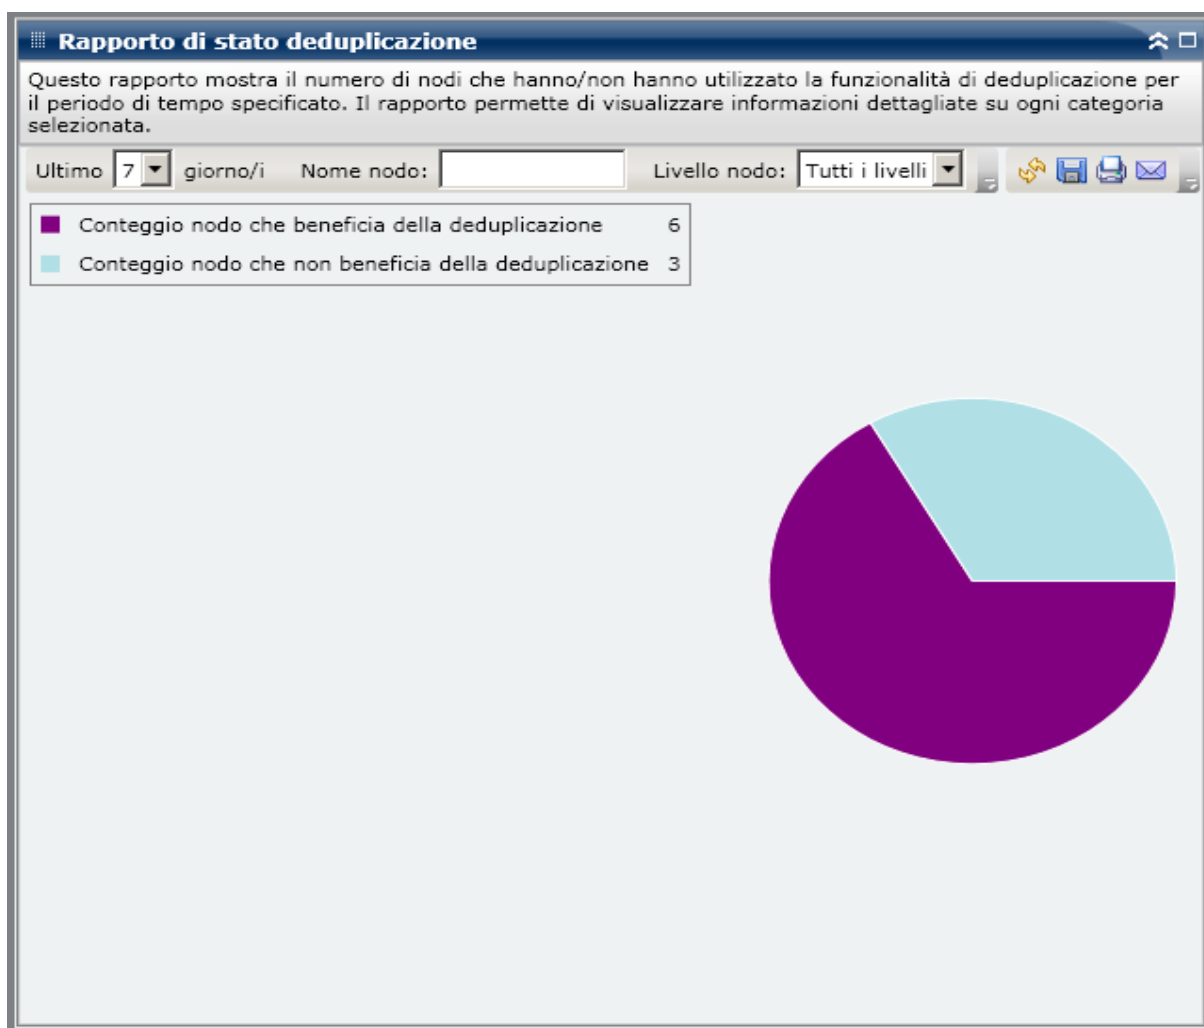 Rapporto di stato deduplicazione
Questo rapporto mostra il numero di nodi che hanno/non hanno utilizzato la funzionalità di deduplicazione per
il periodo di tempo specificato. Il rapporto permette di visualizzare informazioni dettagliate su ogni categoria
selezionata.
Ultimo 7 giorno/i Nome nodo: Livello nodo: Tutti i livelli
Conteggio nodo che beneficia della deduplicazione 6
Conteggio nodo che non beneficia della deduplicazione 3